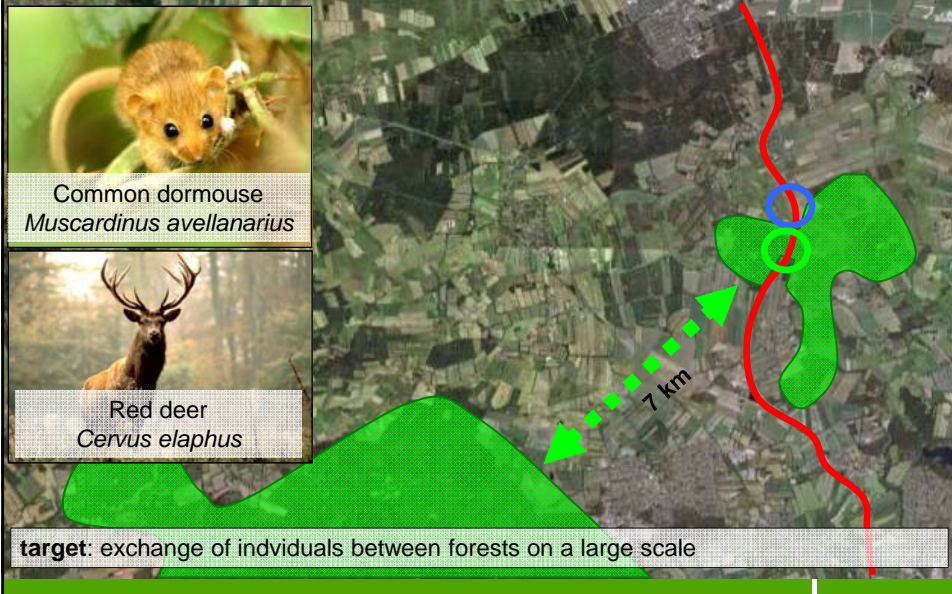 Common dormouse
Muscardinus avellanarius
Red deer
Cervus elaphus
7 km
target: exchange of indviduals between forests on a large scale